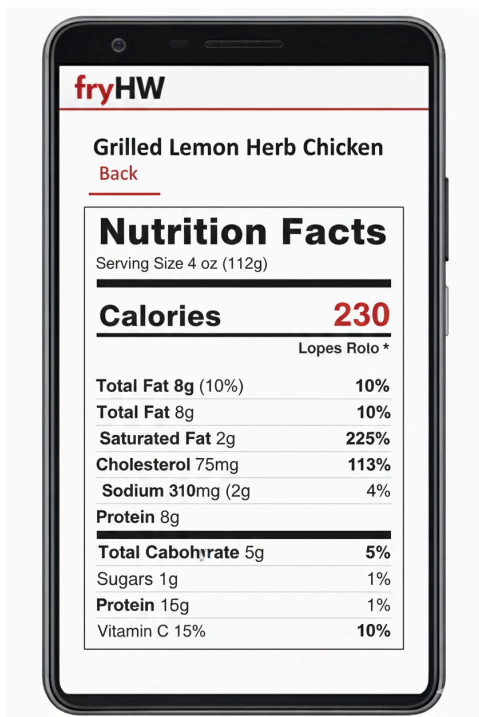 fryHW
Grilled Lemon Herb Chicken
Back
Nutrition Facts
Serving Size 4 oz (112g)
Calories 230
Lopes Rolo *
Total Fat 8g (10%) 10%
Total Fat 8g 10%
Saturated Fat 2g 225%
Cholesterol 75mg 113%
Sodium 310mg (2g 4%
Protein 8g
Total Cabohyrate 5g 5%
Sugars 1g 1%
Protein 15g 1%
Vitamin C 15% 10%